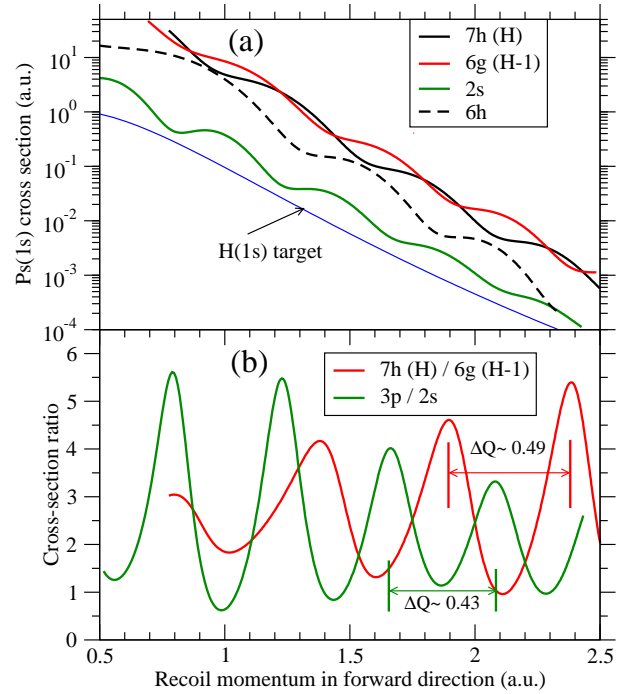 (a)
7h (H)
6g (H-1)
2s
6h
10^1
10^0
10^-1
10^-2
10^-3
10^-4
Ps(1s) cross section (a.u.)
H(1s) target
(b)
7h (H) / 6g (H-1)
3p / 2s
ΔQ~ 0.49
ΔQ~ 0.43
6
5
4
3
2
1
0
Cross-section ratio
0.5 1 1.5 2 2.5
Recoil momentum in forward direction (a.u.)